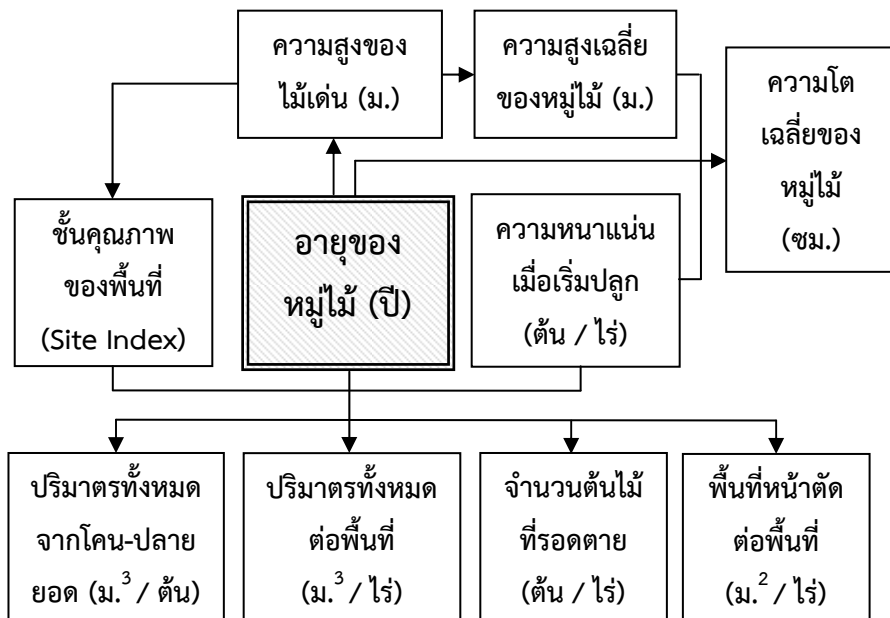 ความสูงของ
ไม้เด่น (ม.)
ความสูงเฉลี่ย
ของหมู่ไม้ (ม.)
ความโต
เฉลี่ยของ
หมู่ไม้
(ซม.)
ชั้นคุณภาพ
ของพื้นที่
(Site Index)
อายุของ
หมู่ไม้ (ปี)
ความหนาแน่น
เมื่อเริ่มปลูก
(ต้น / ไร่)
ปริมาตรทั้งหมด
จากโคน-ปลาย
ยอด (ม.³ / ต้น)
ปริมาตรทั้งหมด
ต่อพื้นที่
(ม.³ / ไร่)
จำนวนต้นไม้
ที่รอดตาย
(ต้น / ไร่)
พื้นที่หน้าตัด
ต่อพื้นที่
(ม.² / ไร่)